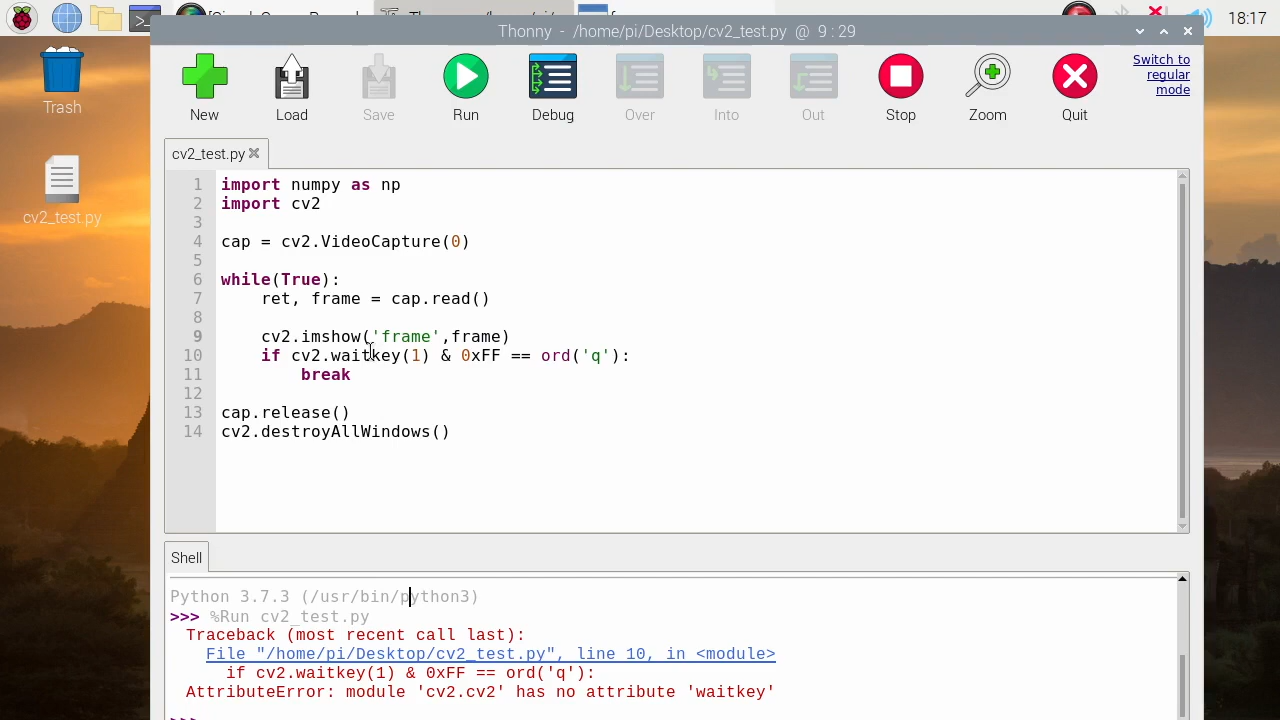 18:17
Thonny - /home/pi/Desktop/cv2_test.py @ 9 : 29
Trash
cv2_test.py
New
Load
Save
Run
Debug
Over
Into
Out
Stop
Zoom
Quit
Switch to
regular
mode
cv2_test.py
1 import numpy as np
2 import cv2
3
4 cap = cv2.VideoCapture(0)
5
6 while(True):
7 ret, frame = cap.read()
8
9 cv2.imshow('frame',frame)
10 if cv2.waitkey(1) & 0xFF == ord('q'):
11 break
12
13 cap.release()
14 cv2.destroyAllWindows()
Shell
Python 3.7.3 (/usr/bin/python3)
>>> %Run cv2_test.py
Traceback (most recent call last):
File "/home/pi/Desktop/cv2_test.py", line 10, in <module>
if cv2.waitkey(1) & 0xFF == ord('q'):
AttributeError: module 'cv2.cv2' has no attribute 'waitkey'
>>>